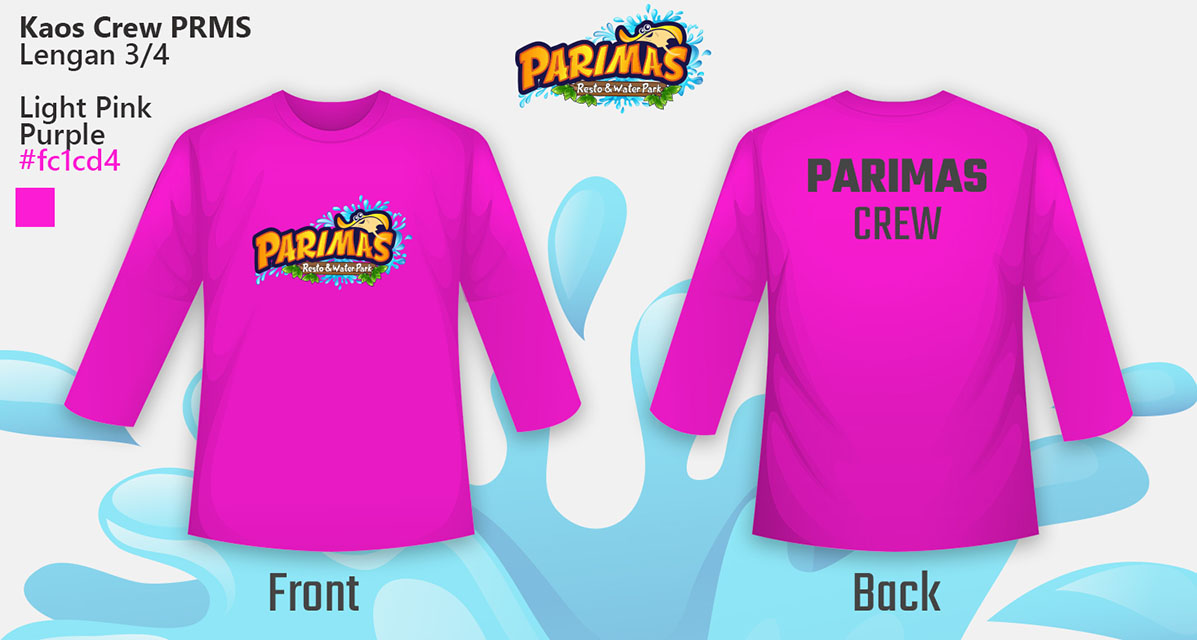 Kaos Crew PRMS
Lengan 3/4
Light Pink
Purple
#fc1cd4
PARIMAS
Resto & Water Park
PARIMAS
Resto & Water Park
PARIMAS
CREW
Front
Back